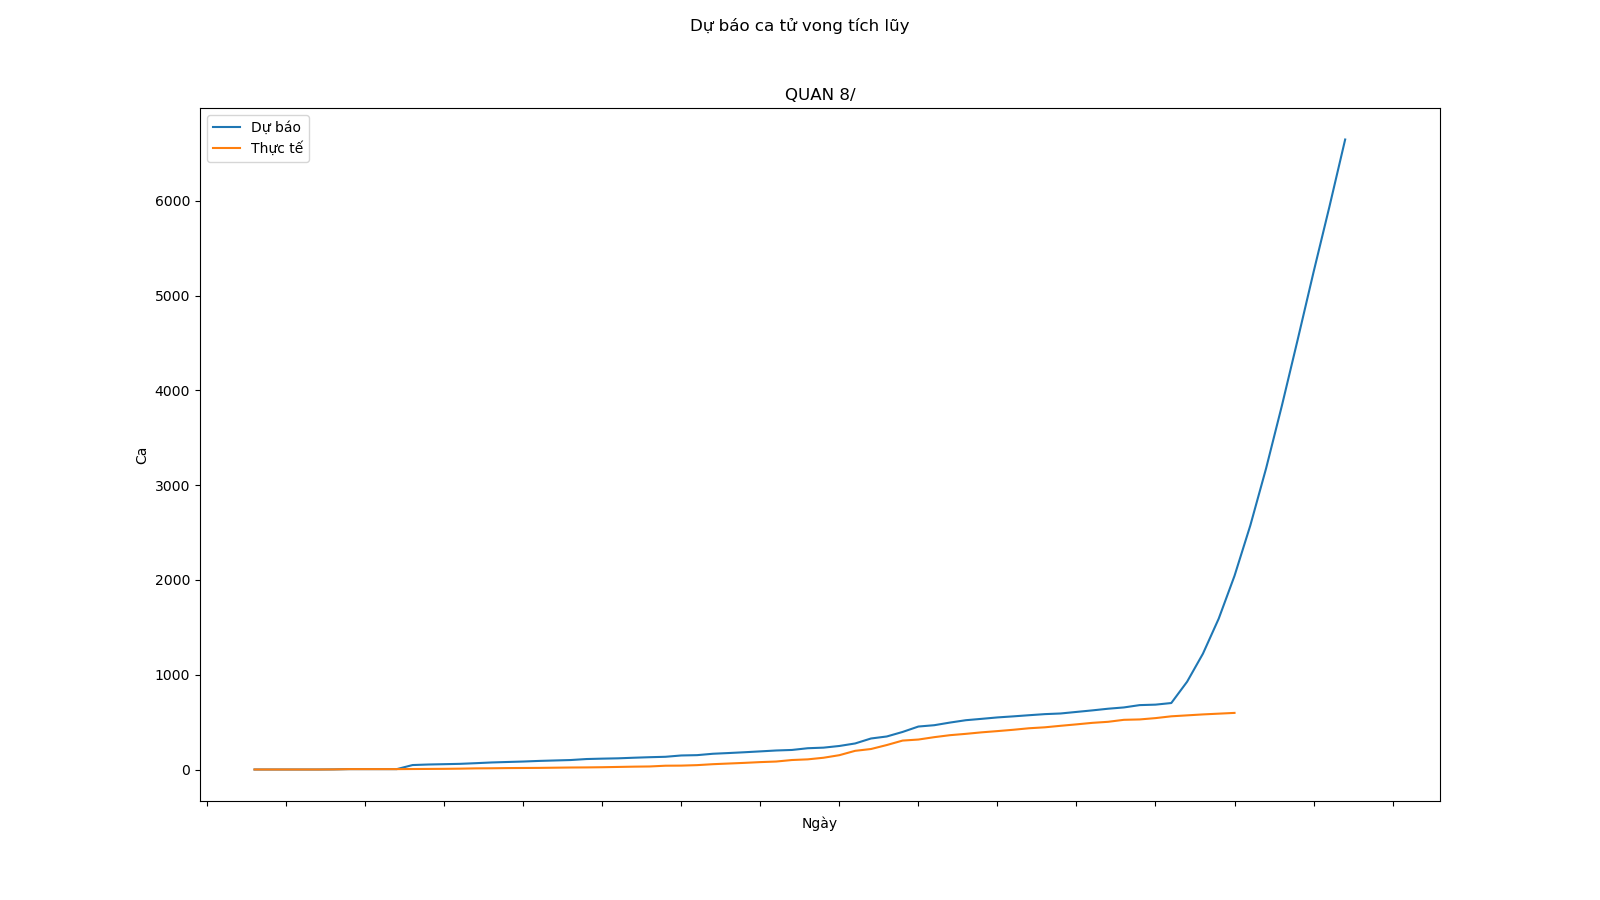 Dự báo ca tử vong tích lũy
QUAN 8/
Dự báo
Thực tế
6000
5000
4000
3000
2000
1000
0
Ca
Ngày